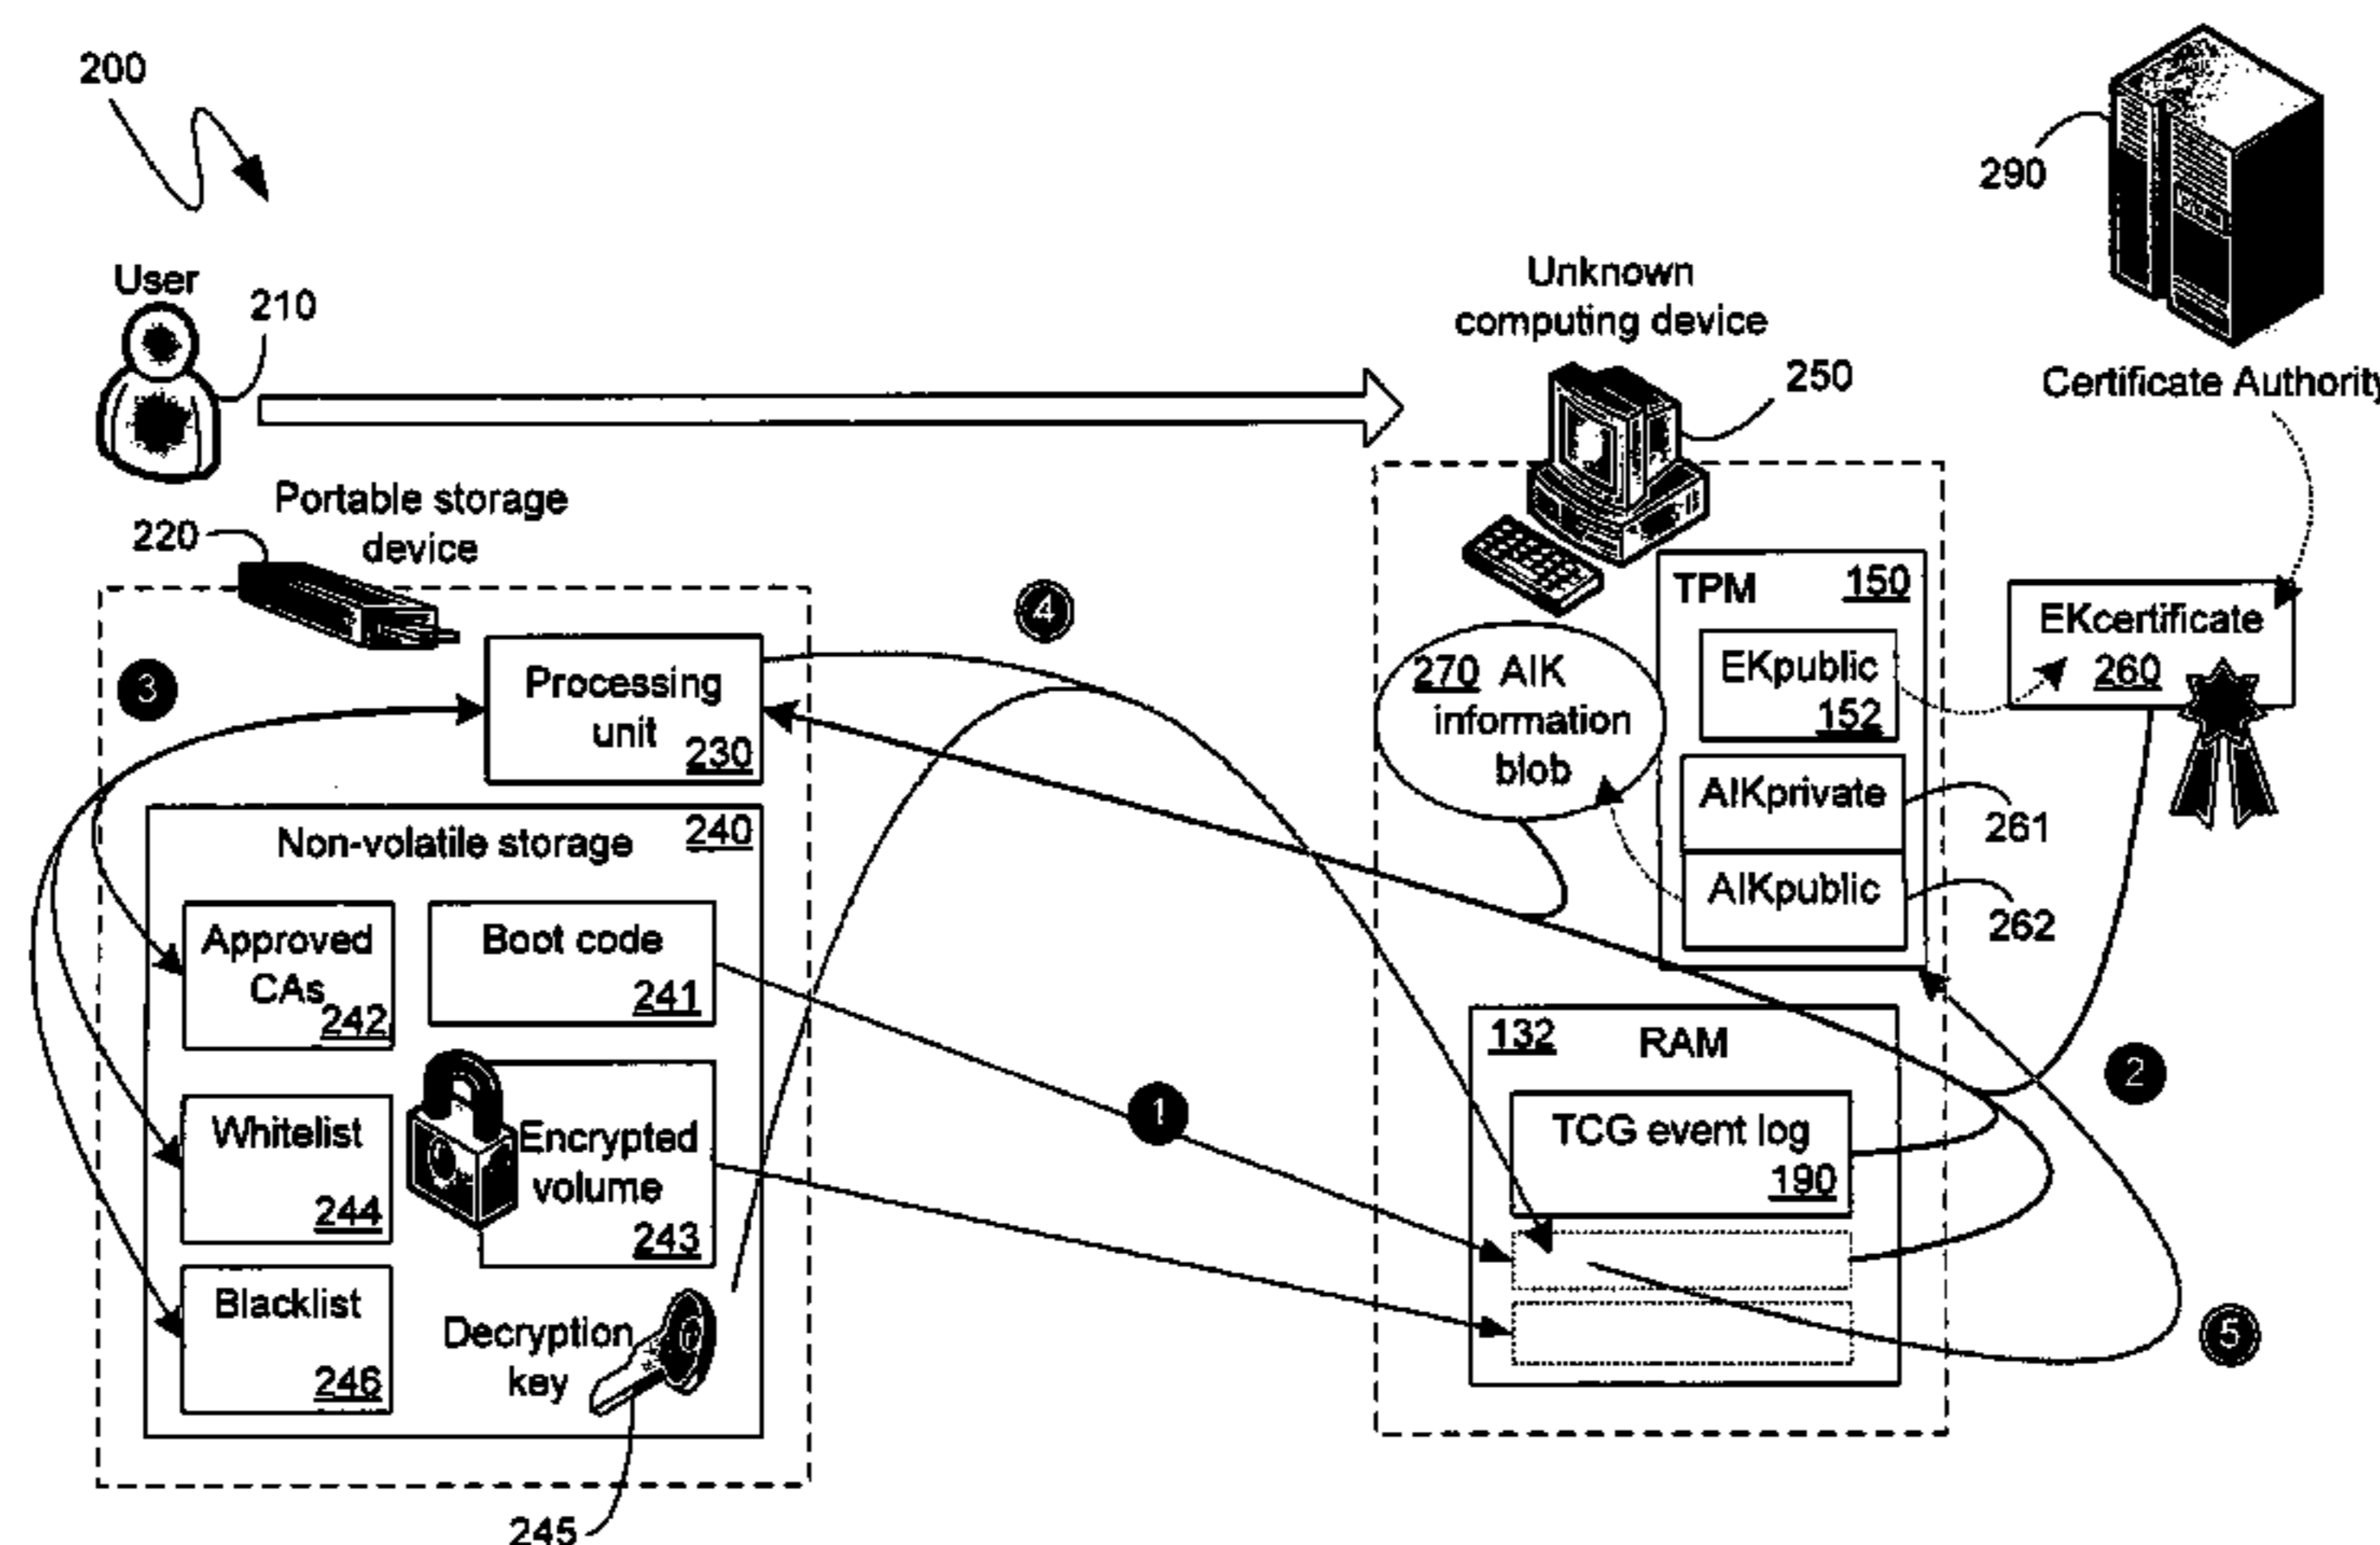 200
User
210
Portable storage
device
220
3
Processing
unit
230
4
Non-volatile storage
240
Approved
CAs
242
Boot code
241
Whitelist
244
Encrypted
volume
243
Blacklist
246
Decryption
key
245
1
Unknown
computing device
250
290
Certificate Authority
TPM
150
EKpublic
152
EKcertificate
260
270 AIK
information
blob
AIKprivate
261
AIKpublic
262
132
RAM
TCG event log
190
2
5